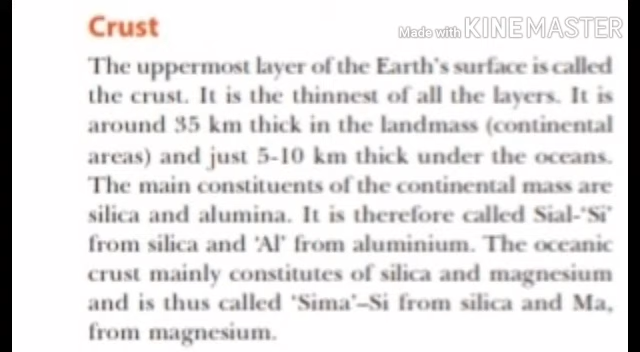 Crust
Made with KINEMASTER
The uppermost layer of the Earth's surface is called
the crust. It is the thinnest of all the layers. It is
around 35 km thick in the landmass (continental
areas) and just 5-10 km thick under the oceans.
The main constituents of the continental mass are
silica and alumina. It is therefore called Sial-'Si'
from silica and 'Al' from aluminium. The oceanic
crust mainly constitutes of silica and magnesium
and is thus called 'Sima'–Si from silica and Ma,
from magnesium.